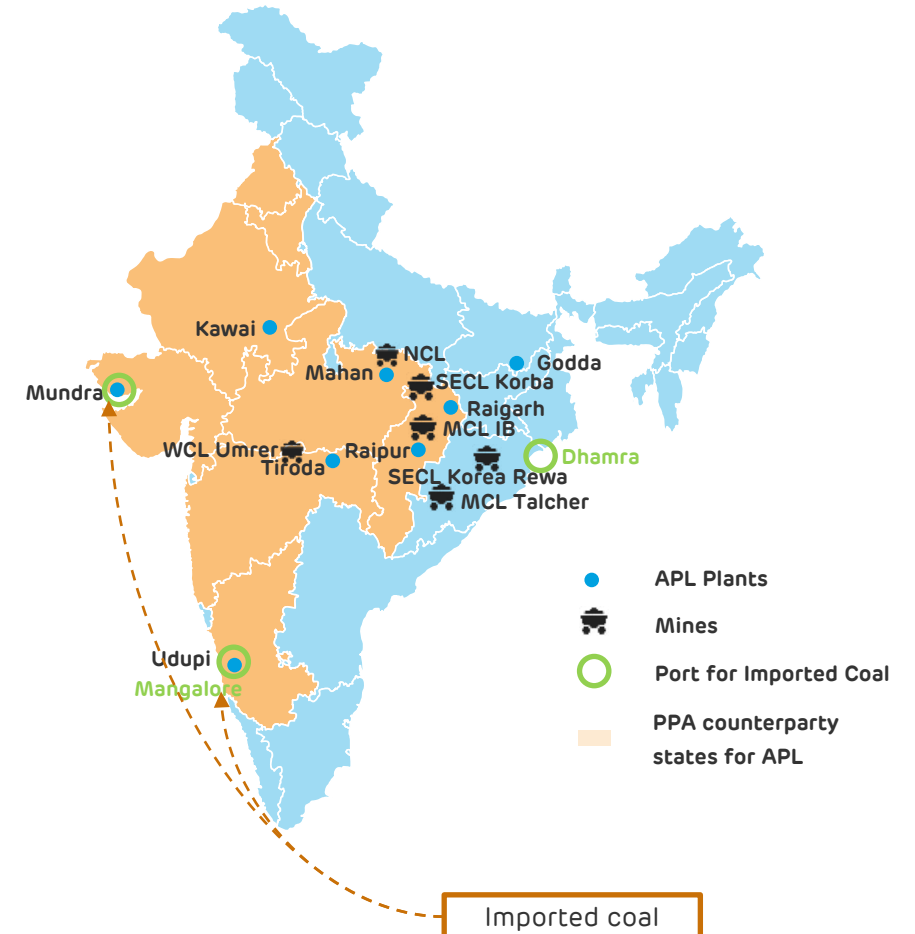 Kawai
NCL
Mahan
Godda
SECL Korba
Mundra
Raigarh
MCL IB
WCL Umrer
Raipur
Dhamra
Tiroda
SECL Korea Rewa
MCL Talcher
APL Plants
Mines
Udupi
Port for Imported Coal
Mangalore
PPA counterparty
states for APL
Imported coal